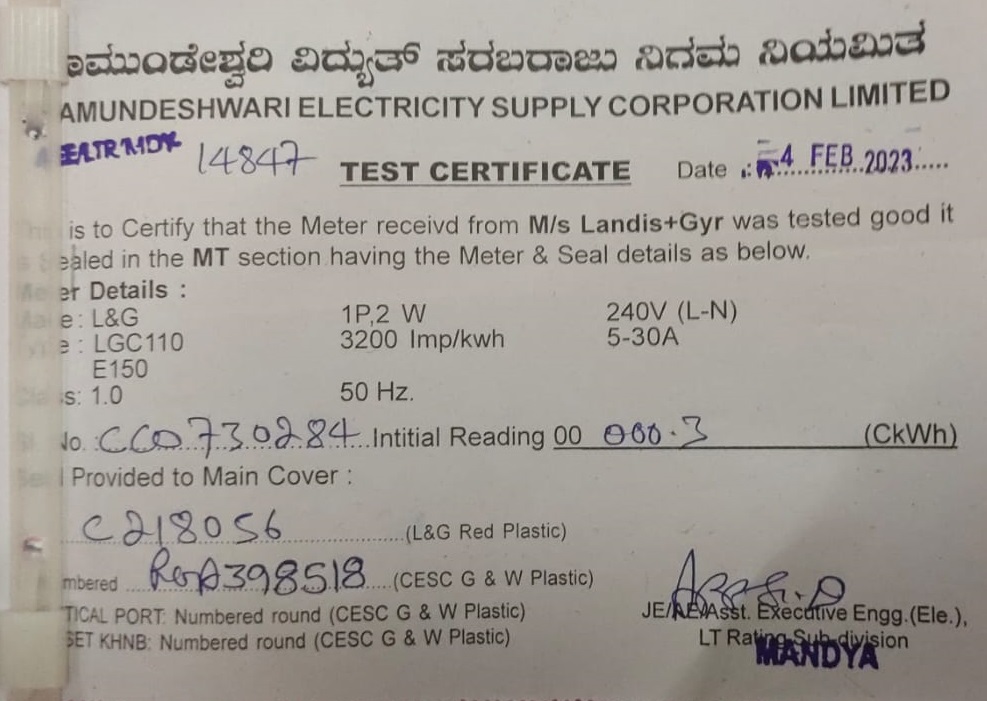 ಾಮುಂಡೇಶ್ವರಿ ವಿದ್ಯುತ್ ಸರಬರಾಜು ನಿಗಮ ನಿಯಮಿತ
AMUNDESHWARI ELECTRICITY SUPPLY CORPORATION LIMITED
14847 TEST CERTIFICATE Date : 4 FEB 2023
is to Certify that the Meter receivd from M/s Landis+Gyr was tested good it
ealed in the MT section having the Meter & Seal details as below.
er Details :
e : L&G 1P,2 W 240V (L-N)
e : LGC110 3200 Imp/kwh 5-30A
E150
s: 1.0 50 Hz.
No. CC0730284 Intitial Reading 00 000.3 (CkWh)
Provided to Main Cover :
C218056 (L&G Red Plastic)
mbered A398518 (CESC G & W Plastic)
TICAL PORT: Numbered round (CESC G & W Plastic) JE/AE/Asst. Executive Engg.(Ele.),
SET KHNB: Numbered round (CESC G & W Plastic) LT Rating Sub-division
MANDYA